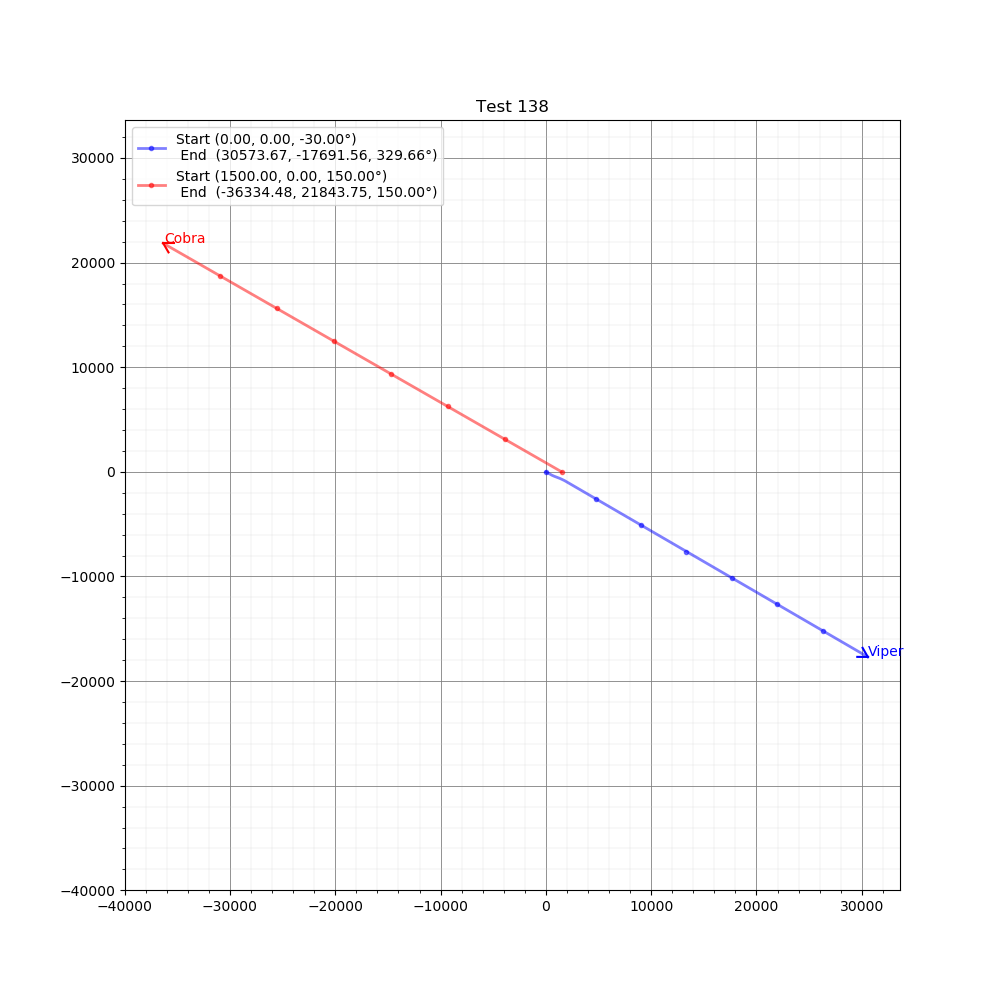 Test 138
Start (0.00, 0.00, -30.00°)
End (30573.67, -17691.56, 329.66°)
Start (1500.00, 0.00, 150.00°)
End (-36334.48, 21843.75, 150.00°)
30000
Cobra
20000
10000
0
−10000
Viper
−20000
−30000
−40000
−40000 −30000 −20000 −10000 0 10000 20000 30000